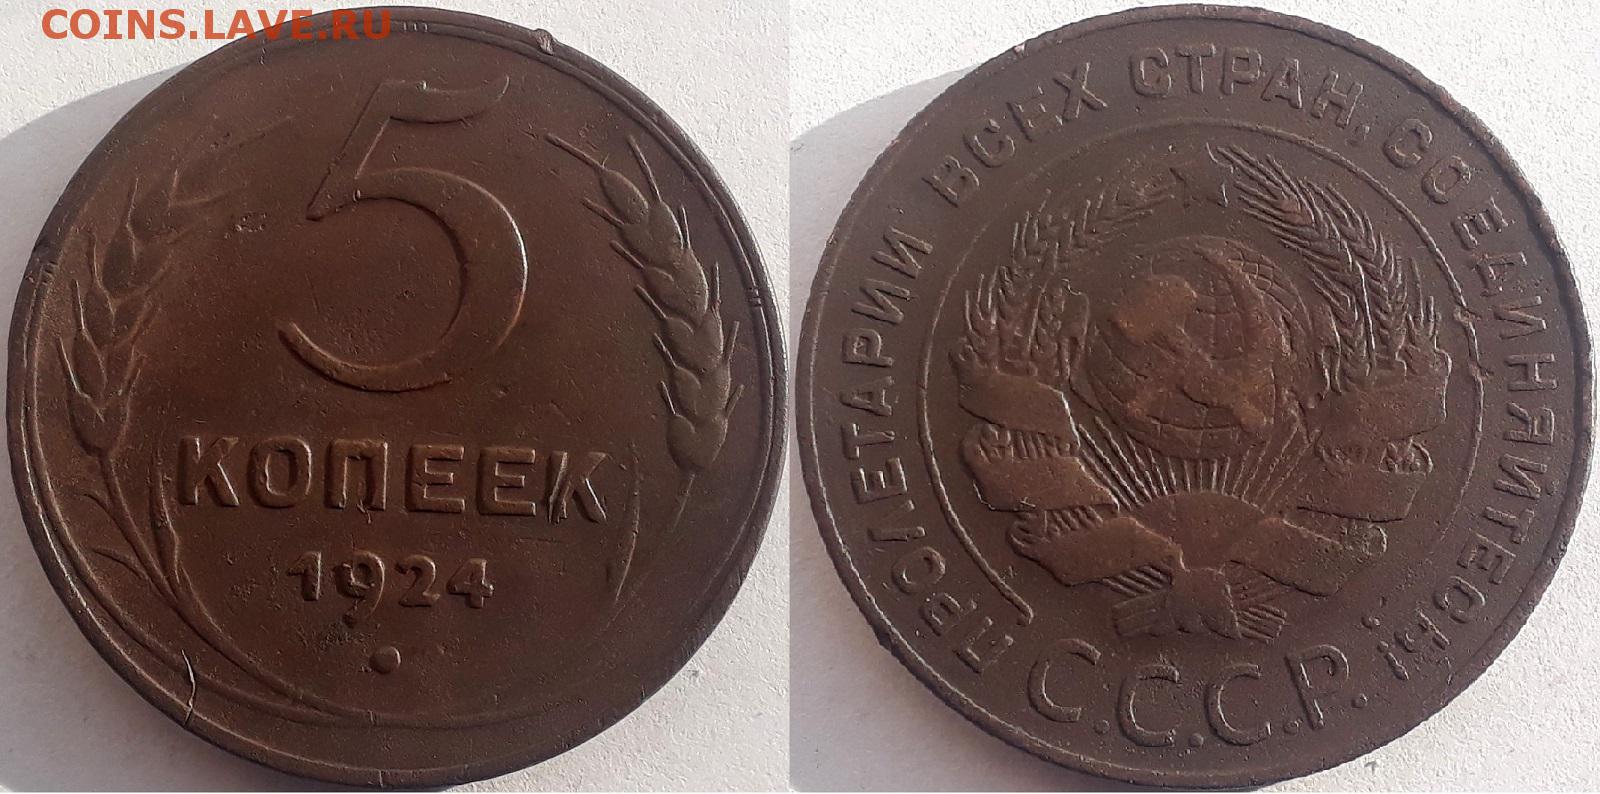 COINS.LAVE.RU
5
КОПЕЕК
1924
ПРОЛЕТАРИИ ВСЕХ СТРАН, СОЕДИНЯЙТЕСЬ!
С.С.С.Р.